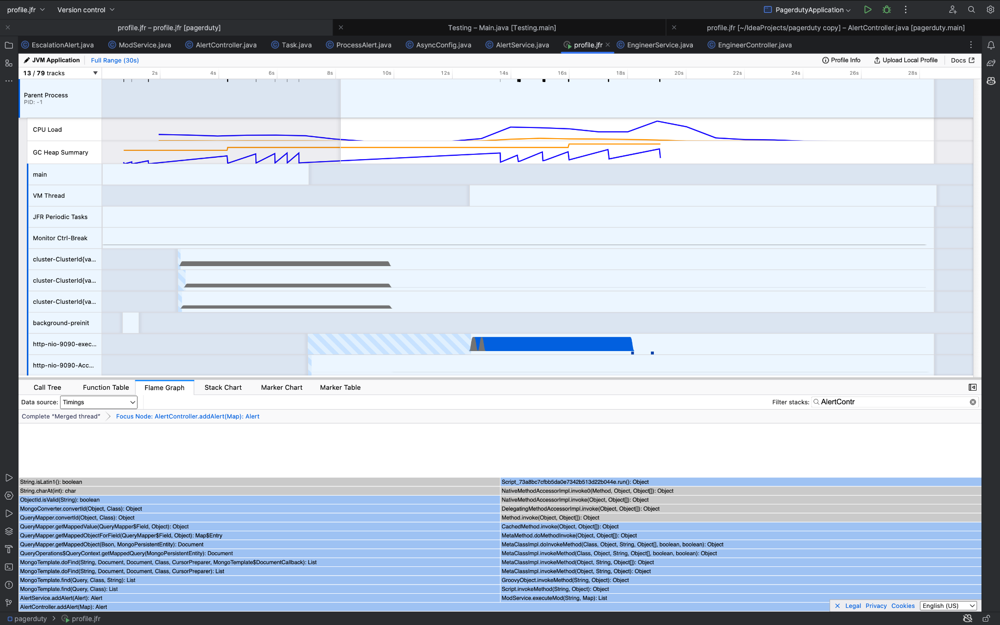 profile.jfr
Version control
PagerdutyApplication
profile.jfr – profile.jfr [pagerduty]
Testing – Main.java [Testing.main]
profile.jfr [~/IdeaProjects/pagerduty copy] – AlertController.java [pagerduty.main]
EscalationAlert.java
ModService.java
AlertController.java
Task.java
ProcessAlert.java
AsyncConfig.java
AlertService.java
profile.jfr
EngineerService.java
EngineerController.java
JVM Application
Full Range (30s)
Profile Info
Upload Local Profile
Docs
13 / 79 tracks
2s
4s
6s
8s
10s
12s
14s
16s
18s
20s
22s
24s
26s
28s
Parent Process
PID: -1
CPU Load
GC Heap Summary
main
VM Thread
JFR Periodic Tasks
Monitor Ctrl-Break
cluster-ClusterId{va...
cluster-ClusterId{va...
cluster-ClusterId{va...
background-preinit
http-nio-9090-exec...
http-nio-9090-Acc...
Call Tree
Function Table
Flame Graph
Stack Chart
Marker Chart
Marker Table
Data source: Timings
Filter stacks: AlertContr
Complete “Merged thread”
Focus Node: AlertController.addAlert(Map): Alert
String.isLatin1(): boolean
Script_73a8bc7cfbb5da0e7342b513d22b044e.run(): Object
String.charAt(int): char
NativeMethodAccessorImpl.invoke0(Method, Object, Object[]): Object
ObjectId.isValid(String): boolean
NativeMethodAccessorImpl.invoke(Object, Object[]): Object
MongoConverter.convertId(Object, Class): Object
DelegatingMethodAccessorImpl.invoke(Object, Object[]): Object
QueryMapper.convertId(Object, Class): Object
Method.invoke(Object, Object[]): Object
QueryMapper.getMappedValue(QueryMapper$Field, Object): Object
CachedMethod.invoke(Object, Object[]): Object
QueryMapper.getMappedObjectForField(QueryMapper$Field, Object): Map$Entry
MetaMethod.doMethodInvoke(Object, Object[]): Object
QueryMapper.getMappedObject(Bson, MongoPersistentEntity): Document
MetaClassImpl.doInvokeMethod(Class, Object, String, Object[], boolean, boolean): Object
QueryOperations$QueryContext.getMappedQuery(MongoPersistentEntity): Document
MetaClassImpl.invokeMethod(Class, Object, String, Object[], boolean, boolean): Object
MongoTemplate.doFind(String, Document, Document, Class, CursorPreparer, MongoTemplate$DocumentCallback): List
MetaClassImpl.invokeMethod(Object, String, Object[]): Object
MongoTemplate.doFind(String, Document, Document, Class, CursorPreparer): List
MetaClassImpl.invokeMethod(Object, String, Object): Object
MongoTemplate.find(Query, Class, String): List
GroovyObject.invokeMethod(String, Object): Object
MongoTemplate.find(Query, Class): List
Script.invokeMethod(String, Object): Object
AlertService.addAlert(Alert): Alert
ModService.executeMod(String, Map): List
AlertController.addAlert(Map): Alert
Legal
Privacy
Cookies
English (US)
pagerduty
profile.jfr